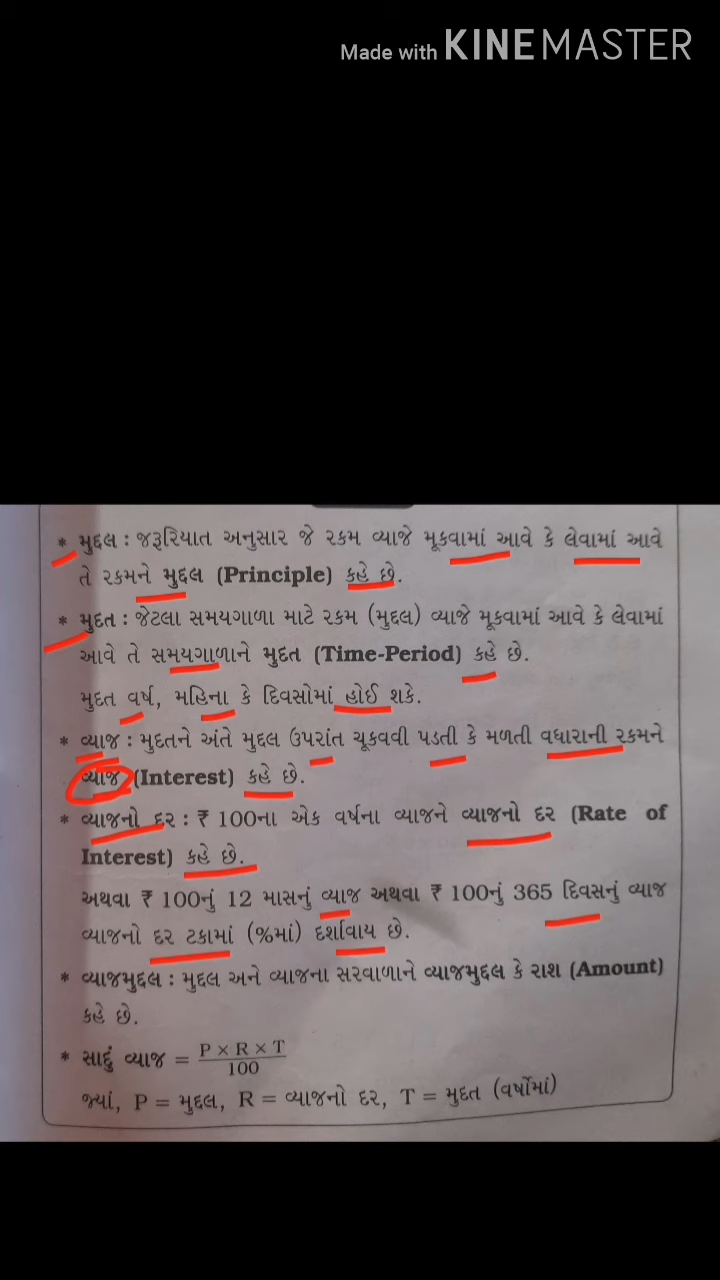 Made with KINEMASTER
* મુદ્દલ : જરૂરિયાત અનુસાર જે રકમ વ્યાજે મૂકવામાં આવે કે લેવામાં આવે
તે રકમને મુદ્દલ (Principle) કહે છે.
* મુદત : જેટલા સમયગાળા માટે રકમ (મુદ્દલ) વ્યાજે મૂકવામાં આવે કે લેવામાં
આવે તે સમયગાળાને મુદત (Time-Period) કહે છે.
મુદત વર્ષ, મહિના કે દિવસોમાં હોઈ શકે.
* વ્યાજ : મુદતને અંતે મુદ્દલ ઉપરાંત ચૂકવવી પડતી કે મળતી વધારાની રકમને
વ્યાજ (Interest) કહે છે.
* વ્યાજનો દર : ₹ 100ના એક વર્ષના વ્યાજને વ્યાજનો દર (Rate of
Interest) કહે છે.
અથવા ₹ 100નું 12 માસનું વ્યાજ અથવા ₹ 100નું 365 દિવસનું વ્યાજ
વ્યાજનો દર ટકામાં (%માં) દર્શાવાય છે.
* વ્યાજમુદ્દલ : મુદ્દલ અને વ્યાજના સરવાળાને વ્યાજમુદ્દલ કે રાશ (Amount)
કહે છે.
* સાદું વ્યાજ = P × R × T / 100
જ્યાં, P = મુદ્દલ, R = વ્યાજનો દર, T = મુદત (વર્ષોમાં)